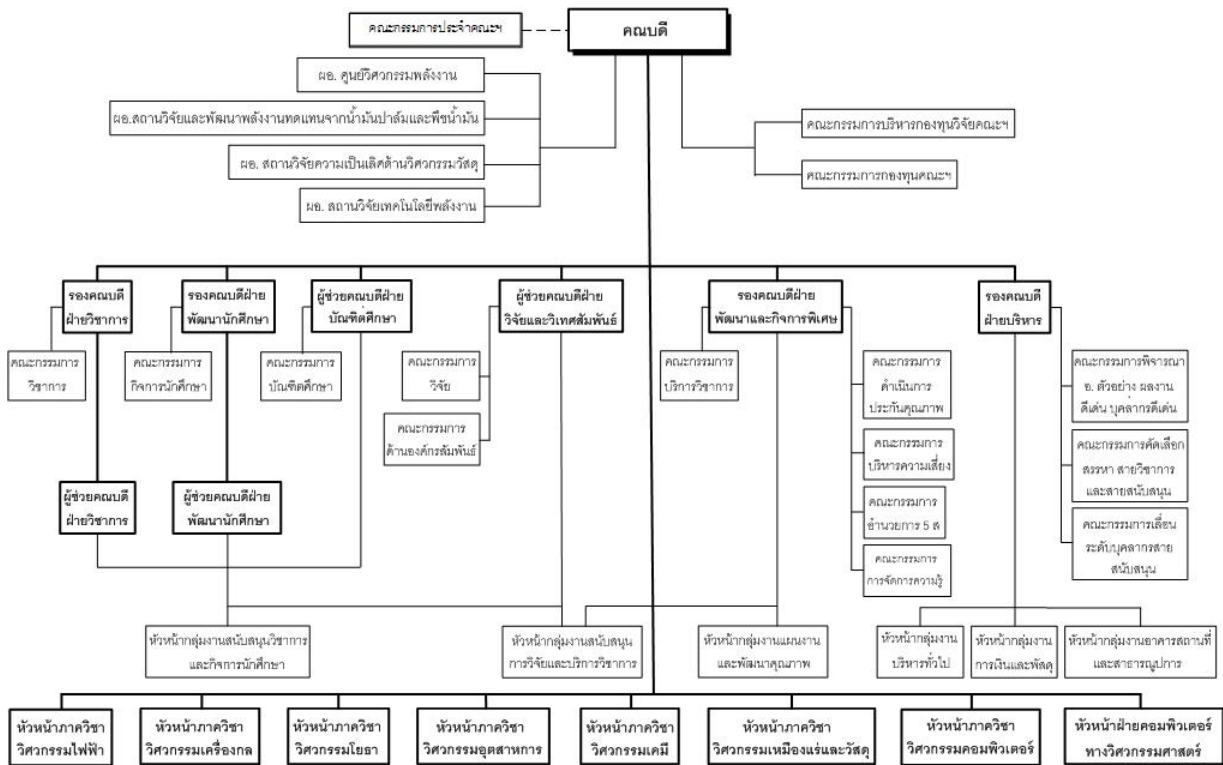 คณะกรรมการประจำคณะฯ
คณบดี
ผอ. ศูนย์วิศวกรรมพลังงาน
ผอ.สถานวิจัยและพัฒนาพลังงานทดแทนจากน้ำมันปาล์มและพืชน้ำมัน
ผอ. สถานวิจัยความเป็นเลิศด้านวิศวกรรมวัสดุ
ผอ. สถานวิจัยเทคโนโลยีพลังงาน
คณะกรรมการบริหารกองทุนวิจัยคณะฯ
คณะกรรมการกองทุนคณะฯ
รองคณบดี
ฝ่ายวิชาการ
รองคณบดีฝ่าย
พัฒนานักศึกษา
ผู้ช่วยคณบดีฝ่าย
บัณฑิตศึกษา
ผู้ช่วยคณบดีฝ่าย
วิจัยและวิเทศสัมพันธ์
รองคณบดีฝ่าย
พัฒนาและกิจการพิเศษ
รองคณบดี
ฝ่ายบริหาร
คณะกรรมการ
วิชาการ
คณะกรรมการ
กิจการนักศึกษา
คณะกรรมการ
บัณฑิตศึกษา
คณะกรรมการ
วิจัย
คณะกรรมการ
ด้านองค์กรสัมพันธ์
คณะกรรมการ
บริการวิชาการ
คณะกรรมการ
ดำเนินการ
ประกันคุณภาพ
คณะกรรมการ
บริหารความเสี่ยง
คณะกรรมการ
อำนวยการ 5 ส
คณะกรรมการ
การจัดการความรู้
คณะกรรมการพิจารณา
อ. ตัวอย่าง ผลงาน
ดีเด่น บุคลากรดีเด่น
คณะกรรมการคัดเลือก
สรรหา สายวิชาการ
และสายสนับสนุน
คณะกรรมการเลื่อน
ระดับบุคลากรสาย
สนับสนุน
ผู้ช่วยคณบดี
ฝ่ายวิชาการ
ผู้ช่วยคณบดีฝ่าย
พัฒนานักศึกษา
หัวหน้ากลุ่มงานสนับสนุนวิชาการ
และกิจการนักศึกษา
หัวหน้ากลุ่มงานสนับสนุน
การวิจัยและบริการวิชาการ
หัวหน้ากลุ่มงานแผนงาน
และพัฒนาคุณภาพ
หัวหน้ากลุ่มงาน
บริหารทั่วไป
หัวหน้ากลุ่มงาน
การเงินและพัสดุ
หัวหน้ากลุ่มงานอาคารสถานที่
และสาธารณูปการ
หัวหน้าภาควิชา
วิศวกรรมไฟฟ้า
หัวหน้าภาควิชา
วิศวกรรมเครื่องกล
หัวหน้าภาควิชา
วิศวกรรมโยธา
หัวหน้าภาควิชา
วิศวกรรมอุตสาหการ
หัวหน้าภาควิชา
วิศวกรรมเคมี
หัวหน้าภาควิชา
วิศวกรรมเหมืองแร่และวัสดุ
หัวหน้าภาควิชา
วิศวกรรมคอมพิวเตอร์
หัวหน้าฝ่ายคอมพิวเตอร์
ทางวิศวกรรมศาสตร์